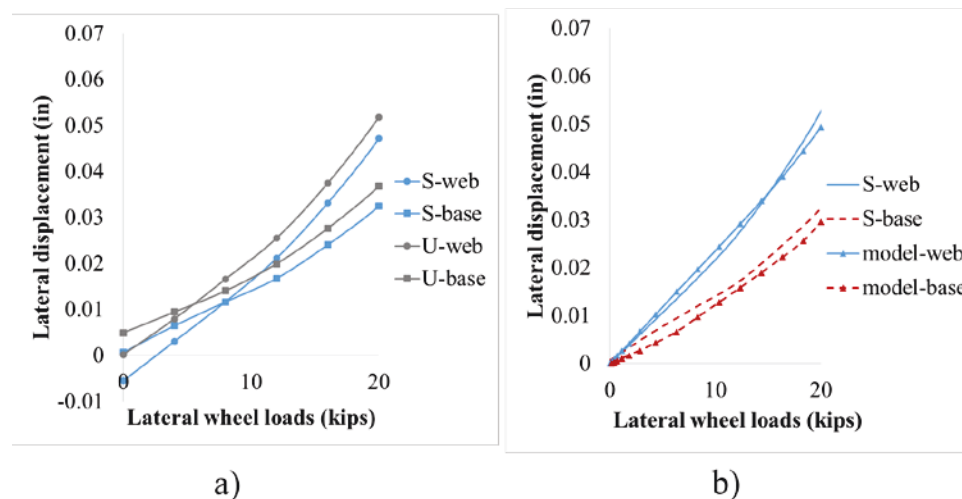 0.07
0.06
0.05
0.04
0.03
0.02
0.01
0
-0.01
Lateral displacement (in)
0
10
20
Lateral wheel loads (kips)
S-web
S-base
U-web
U-base
a)
0.07
0.06
0.05
0.04
0.03
0.02
0.01
0
Lateral displacement (in)
0
10
20
Lateral wheel loads (kips)
S-web
S-base
model-web
model-base
b)